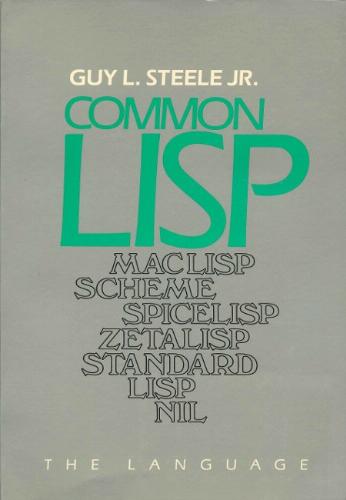 GUY L. STEELE JR.
COMMON
LISP
MACLISP
SCHEME
SPICELISP
ZETALISP
STANDARD
LISP
NIL
THE LANGUAGE